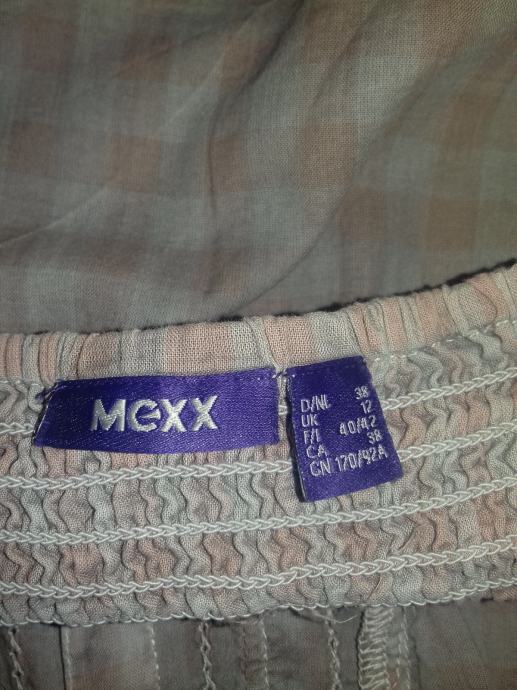 Mexx
D/NL 38
UK 12
F/I 40/42
CA 38
CN 170/92A